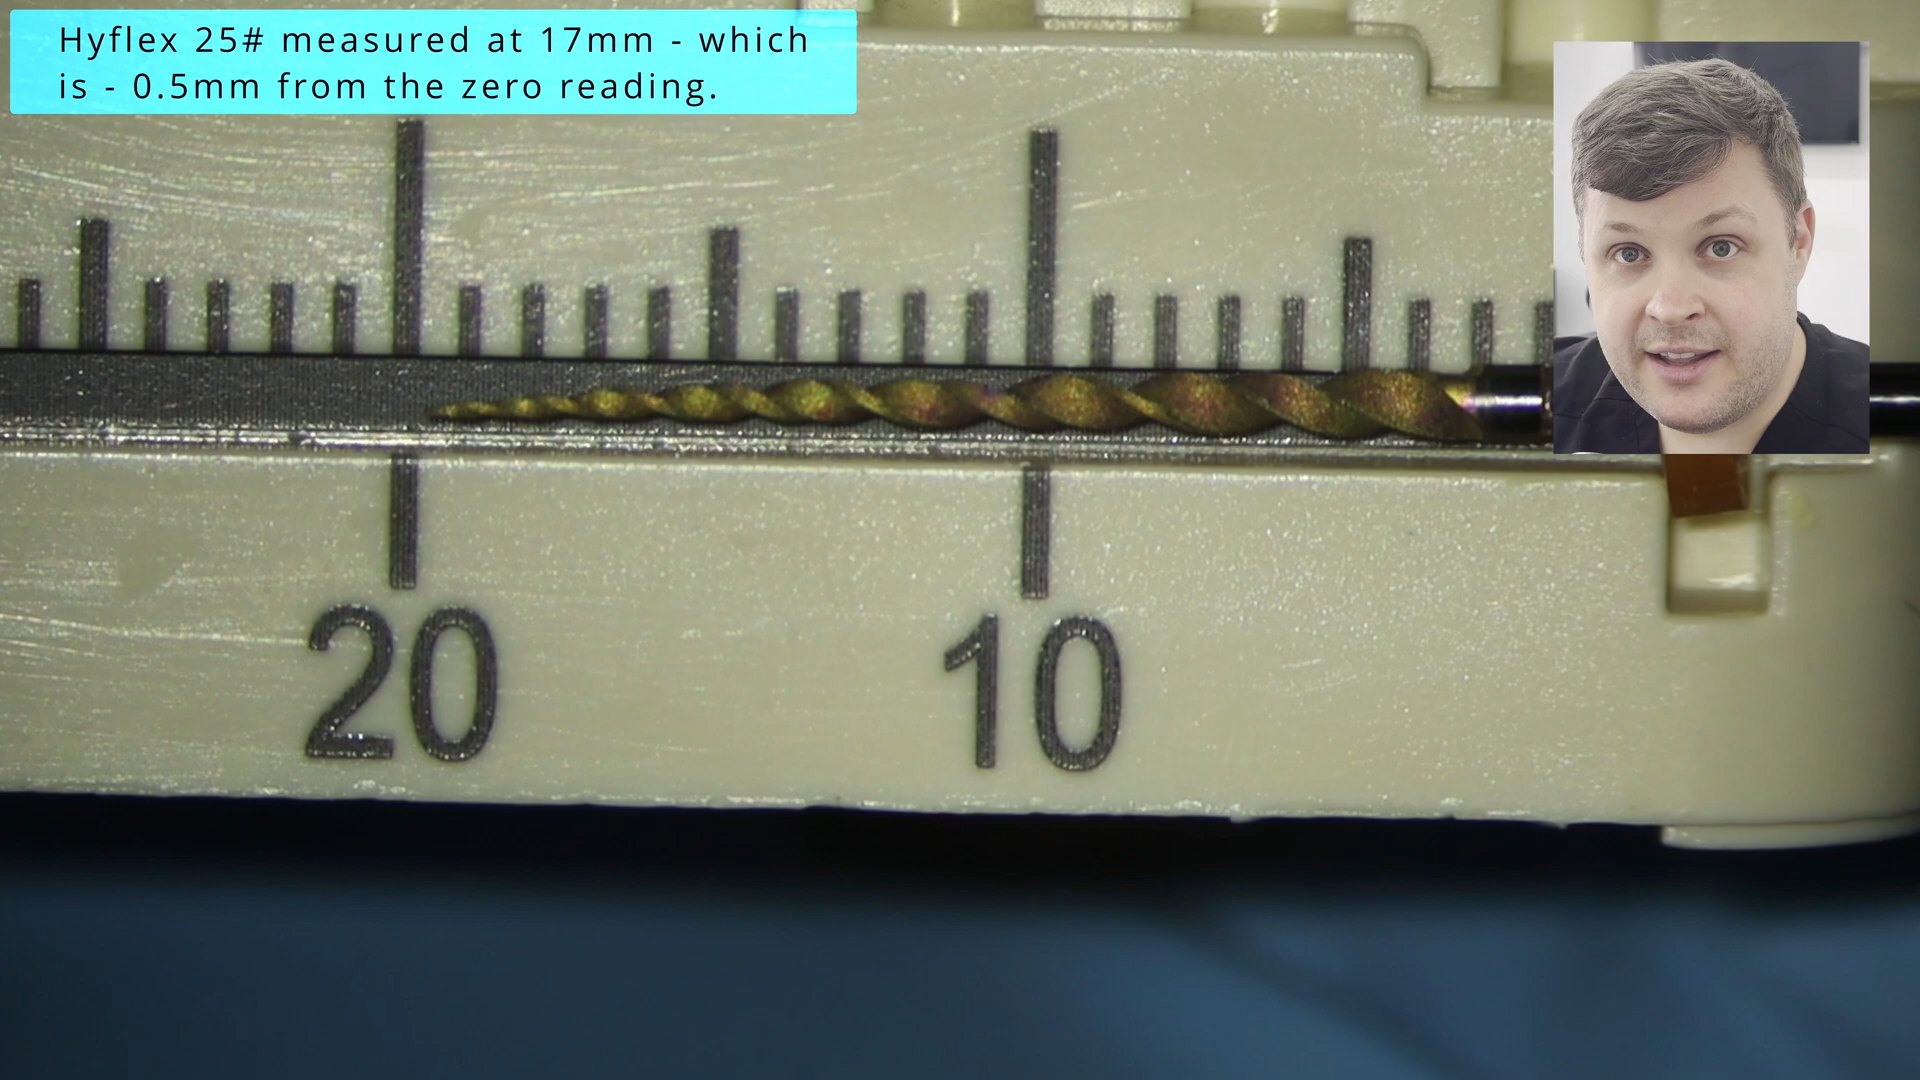 Hyflex 25# measured at 17mm - which
is - 0.5mm from the zero reading.
20 10